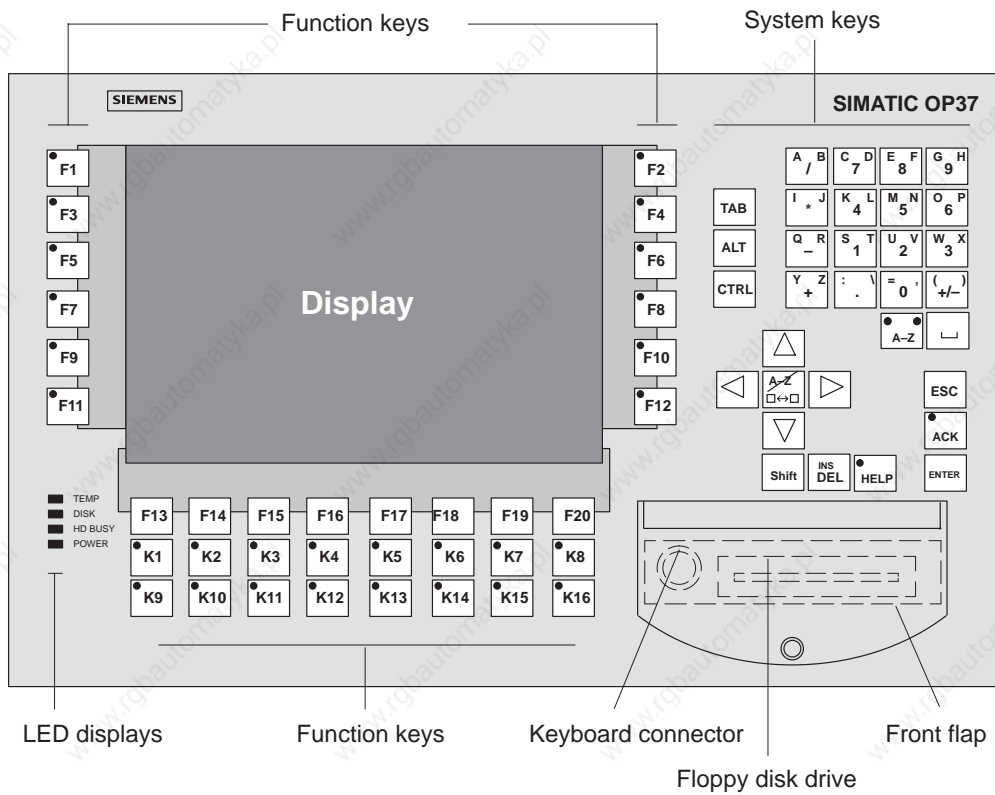 Function keys
System keys
SIEMENS
SIMATIC OP37
F1
F2
F3
F4
F5
F6
F7
F8
F9
F10
F11
F12
Display
A B /
C D 7
E F 8
G H 9
TAB
I J *
K L 4
M N 5
O P 6
ALT
Q R –
S T 1
U V 2
W X 3
CTRL
Y Z +
: \ .
= , 0
( ) +/–
A–Z
A–Z
ESC
ACK
Shift
INS
DEL
HELP
ENTER
TEMP
DISK
HD BUSY
POWER
F13 F14 F15 F16 F17 F18 F19 F20
K1 K2 K3 K4 K5 K6 K7 K8
K9 K10 K11 K12 K13 K14 K15 K16
LED displays
Function keys
Keyboard connector
Front flap
Floppy disk drive
www.rgbautomatyka.pl